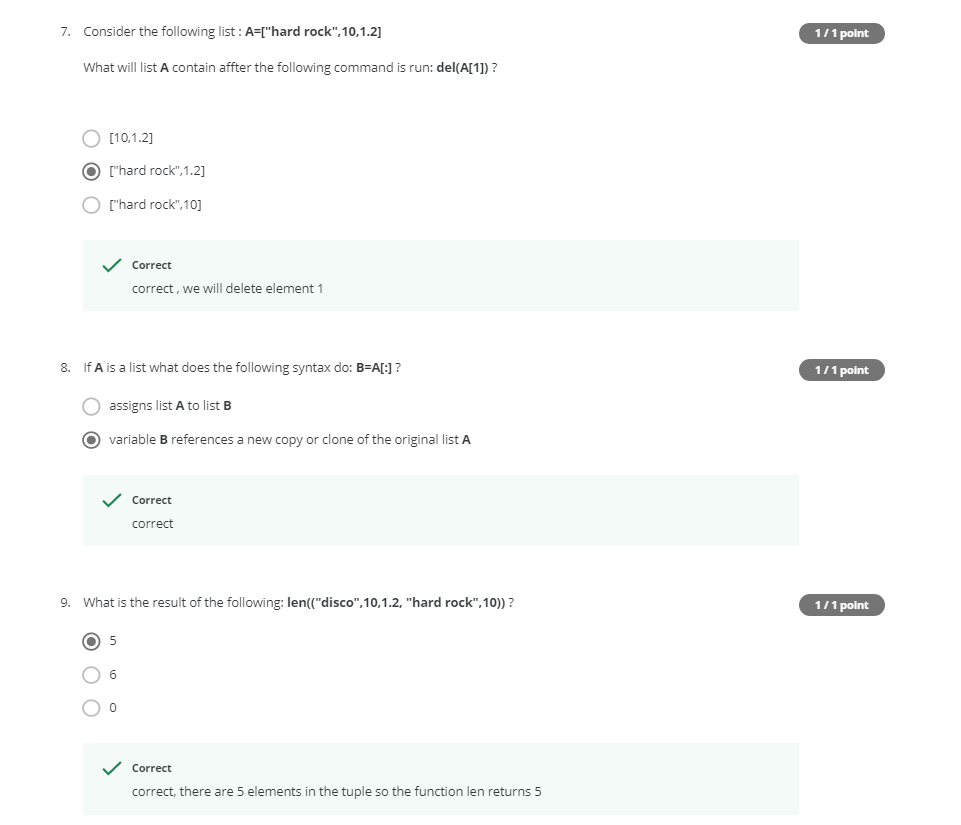 7. Consider the following list : A=["hard rock",10,1.2]
1 / 1 point
What will list A contain affter the following command is run: del(A[1]) ?
[10,1.2]
["hard rock",1.2]
["hard rock",10]
Correct
correct , we will delete element 1
8. If A is a list what does the following syntax do: B=A[:] ?
1 / 1 point
assigns list A to list B
variable B references a new copy or clone of the original list A
Correct
correct
9. What is the result of the following: len(("disco",10,1.2, "hard rock",10)) ?
1 / 1 point
5
6
0
Correct
correct, there are 5 elements in the tuple so the function len returns 5